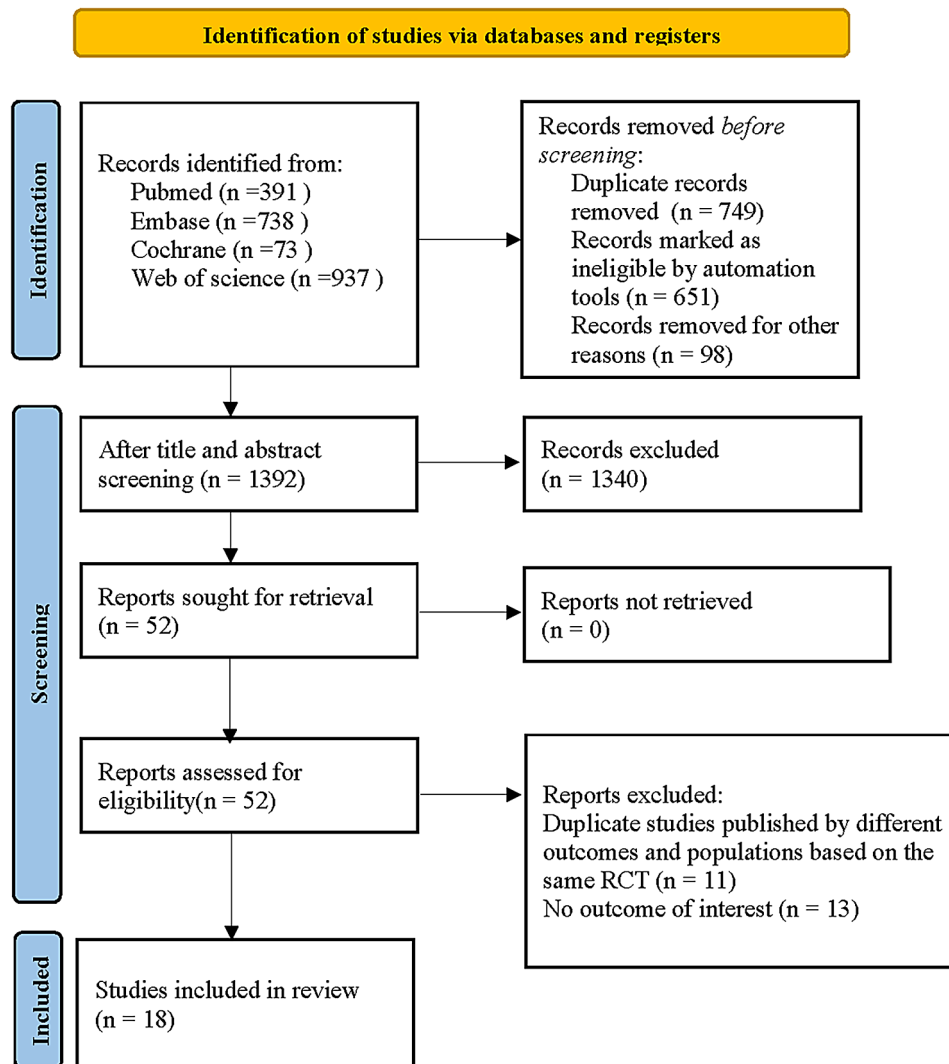 Identification of studies via databases and registers
Identification
Records identified from:
Pubmed (n =391 )
Embase (n =738 )
Cochrane (n =73 )
Web of science (n =937 )
Records removed before
screening:
Duplicate records
removed  (n = 749)
Records marked as
ineligible by automation
tools (n = 651)
Records removed for other
reasons (n = 98)
Screening
After title and abstract
screening (n = 1392)
Records excluded
(n = 1340)
Reports sought for retrieval
(n = 52)
Reports not retrieved
(n = 0)
Reports assessed for
eligibility(n = 52)
Reports excluded:
Duplicate studies published by different
outcomes and populations based on the
same RCT (n = 11)
No outcome of interest (n = 13)
Included
Studies included in review
(n = 18)